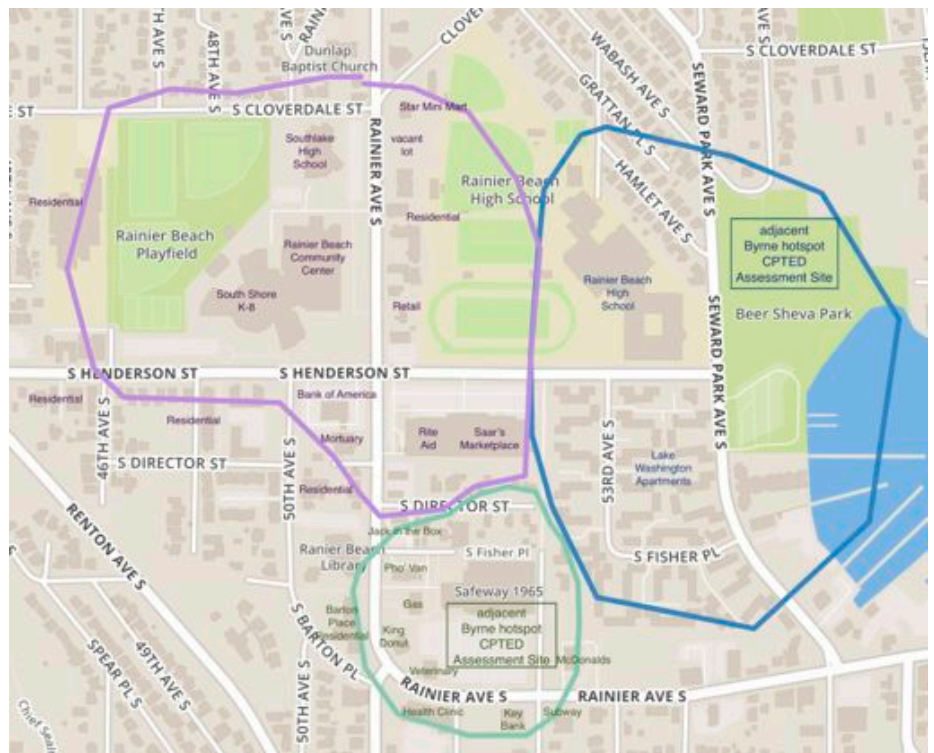 47TH AVE S
48TH AVE S
Dunlap
Baptist Church
S CLOVERDALE ST
S CLOVERDALE ST
WABASH AVE S
GRATTAN PL S
HAMLET AVE S
SEWARD PARK AVE S
Star Mini Mart
Southlake
High
School
vacant
lot
RAINIER AVE S
Rainier Beach
High School
Residential
Residential
Rainier Beach
Playfield
Rainier Beach
Community
Center
South Shore
K-8
Retail
Rainier Beach
High
School
adjacent
Byrne hotspot
CPTED
Assessment Site
Beer Sheva Park
SEWARD PARK AVE S
S HENDERSON ST
S HENDERSON ST
Residential
Bank of America
46TH AVE S
Residential
Mortuary
Rite
Aid
Saar's
Marketplace
S DIRECTOR ST
50TH AVE S
Residential
53RD AVE S
Lake
Washington
Apartments
S DIRECTOR ST
Jack in the Box
RENTON AVE S
Ranier Beach
Library
S Fisher Pl
S FISHER PL
Pho' Van
Safeway 1965
Gas
Barton
Place
Residential
King
Donut
adjacent
Byrne hotspot
CPTED
Assessment Site
McDonalds
S BARTON PL
Veterinary
49TH AVE S
SPEAR PL S
50TH AVE S
RAINIER AVE S
RAINIER AVE S
Health Clinic
Key
Bank
Subway